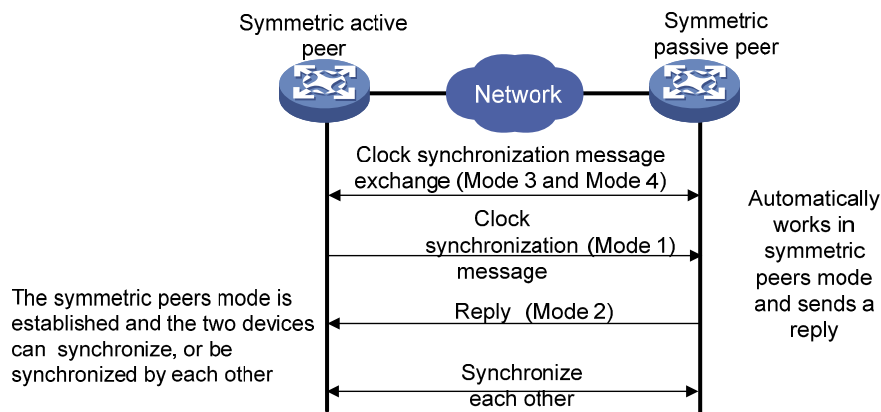 Symmetric active
peer
Symmetric
passive peer
Network
Clock synchronization message
exchange (Mode 3 and Mode 4)
Clock
synchronization (Mode 1)
message
Automatically
works in
symmetric
peers mode
and sends a
reply
Reply (Mode 2)
The symmetric peers mode is
established and the two devices
can synchronize, or be
synchronized by each other
Synchronize
each other